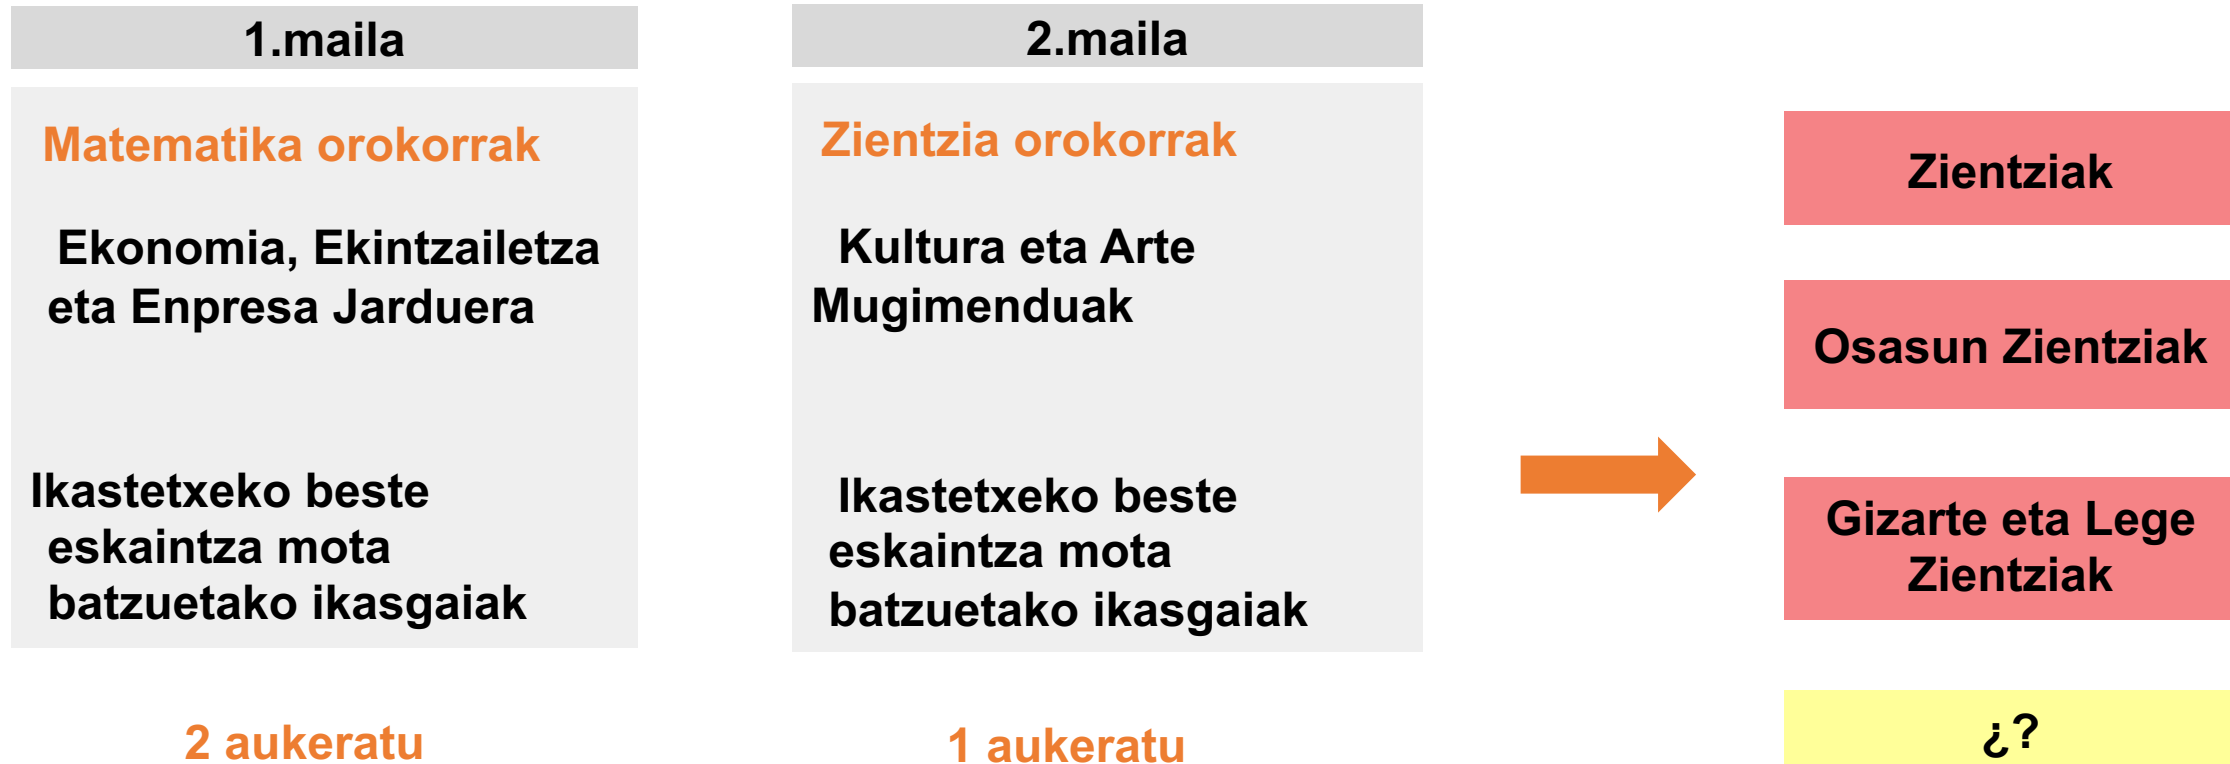 1.maila
Matematika orokorrak
Ekonomia, Ekintzailetza
eta Enpresa Jarduera
Ikastetxeko beste
eskaintza mota
batzuetako ikasgaiak
2 aukeratu
2.maila
Zientzia orokorrak
Kultura eta Arte
Mugimenduak
Ikastetxeko beste
eskaintza mota
batzuetako ikasgaiak
1 aukeratu
Zientziak
Osasun Zientziak
Gizarte eta Lege
Zientziak
¿?